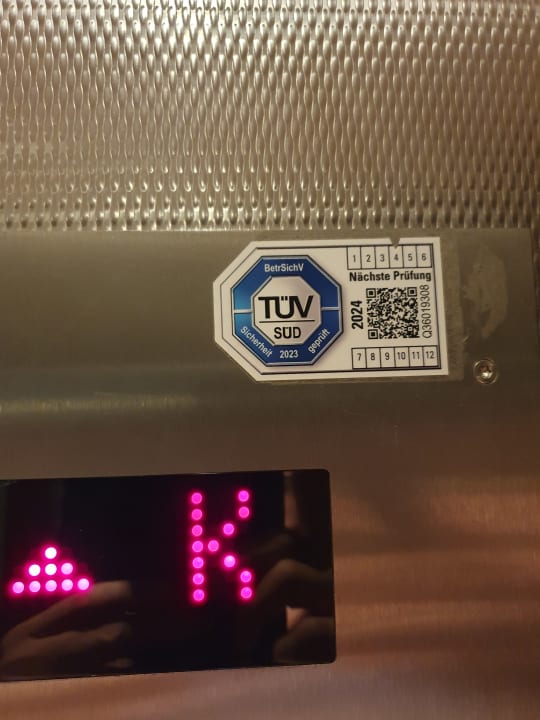 BetrSichV
TÜV
SÜD
Sicherheit 2023 geprüft
1 2 3 4 5 6
Nächste Prüfung
2024
Q36019308
7 8 9 10 11 12
K